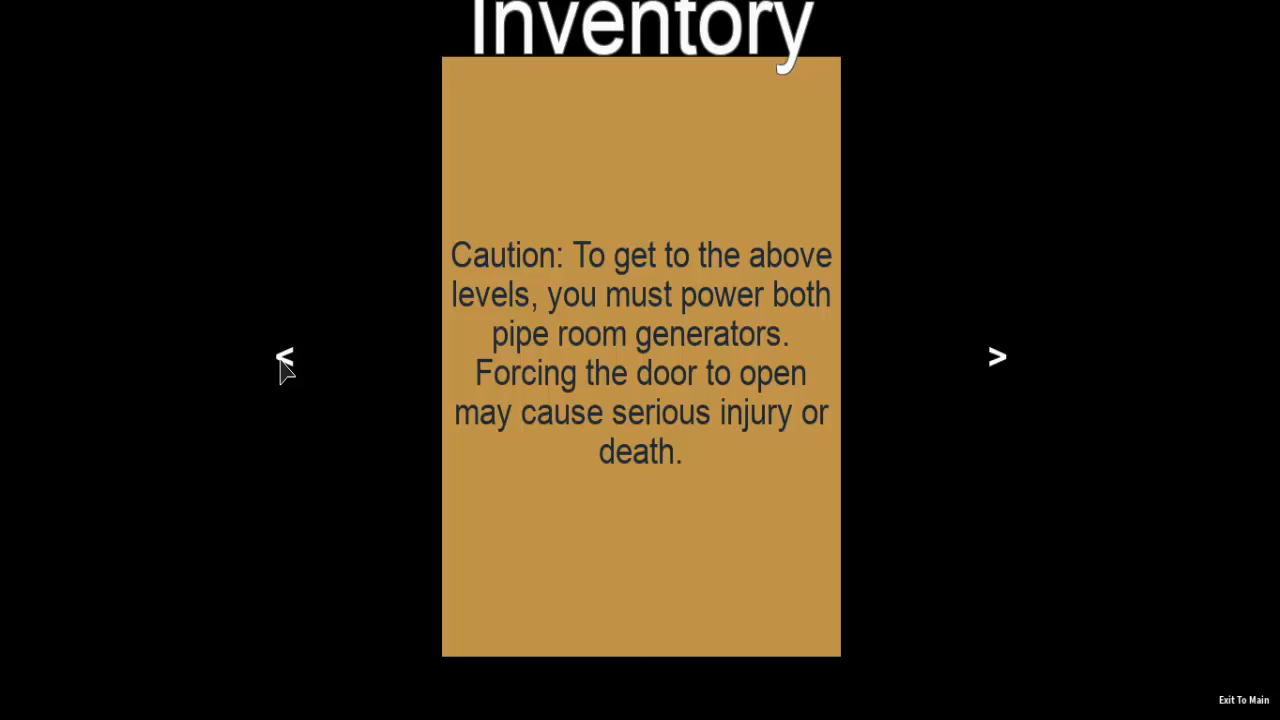 Inventory
Caution: To get to the above
levels, you must power both
pipe room generators.
Forcing the door to open
may cause serious injury or
death.
<
>
Exit To Main